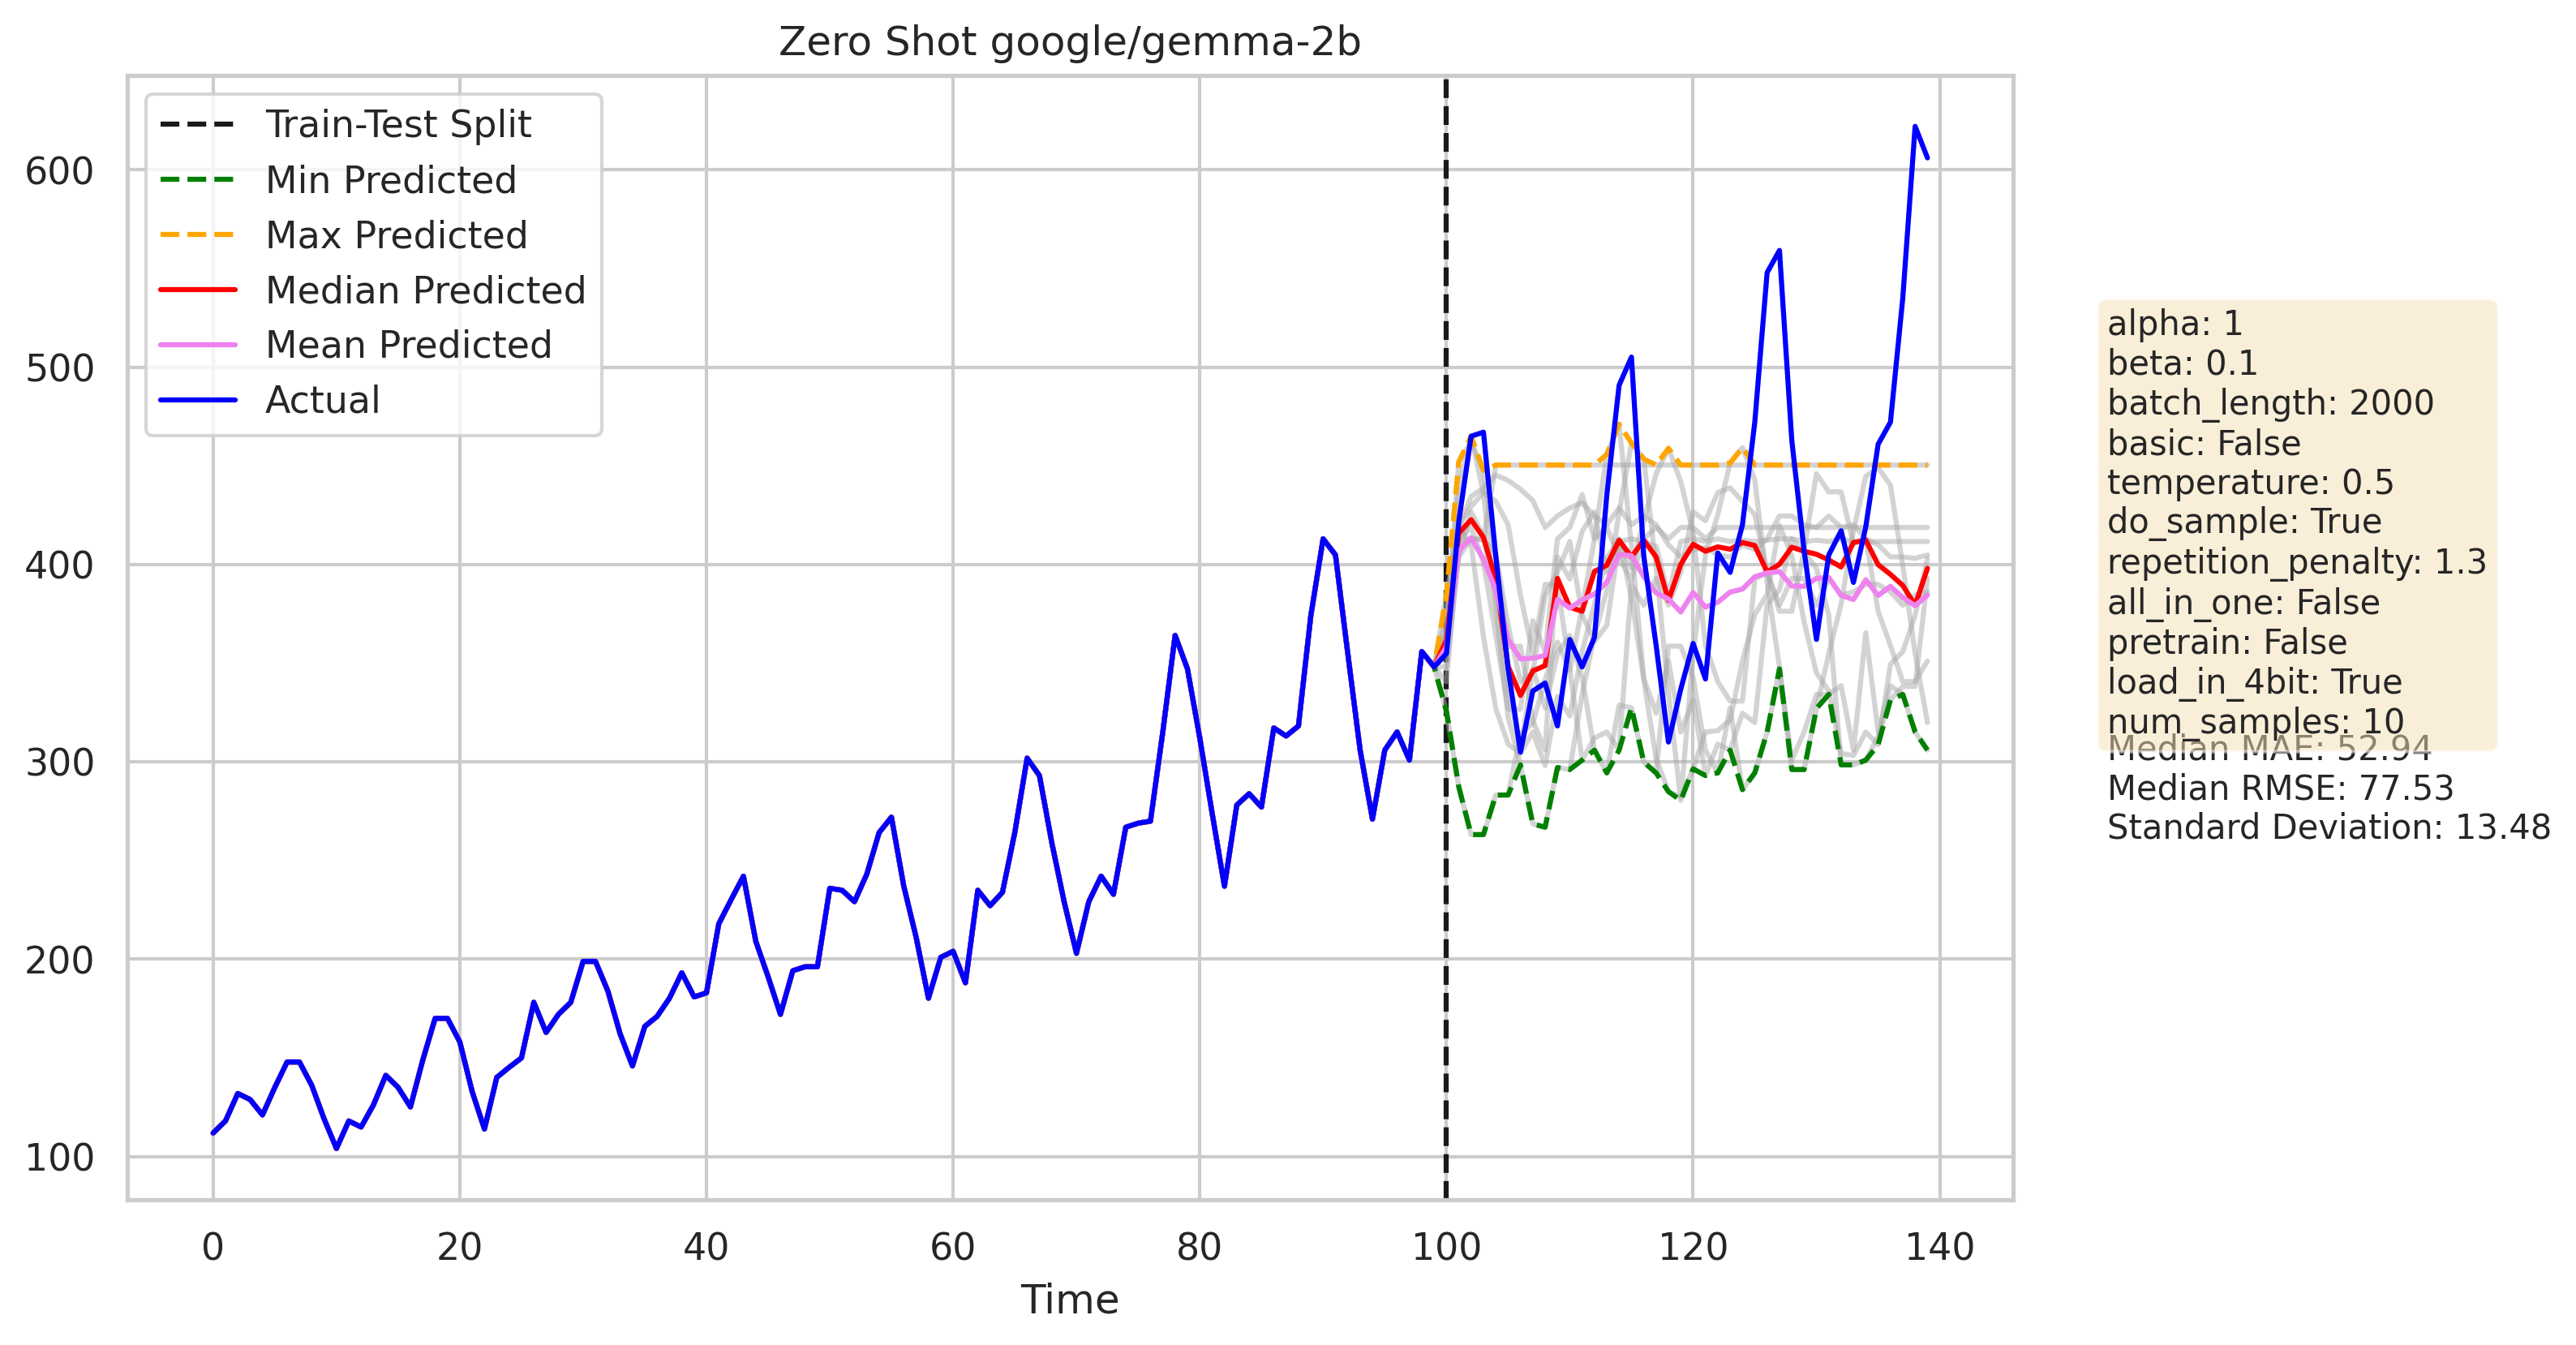 Zero Shot google/gemma-2b
Train-Test Split
Min Predicted
Max Predicted
Median Predicted
Mean Predicted
Actual
600
500
400
300
200
100
0 20 40 60 80 100 120 140
Time
alpha: 1
beta: 0.1
batch_length: 2000
basic: False
temperature: 0.5
do_sample: True
repetition_penalty: 1.3
all_in_one: False
pretrain: False
load_in_4bit: True
num_samples: 10
Median MAE: 52.94
Median RMSE: 77.53
Standard Deviation: 13.48